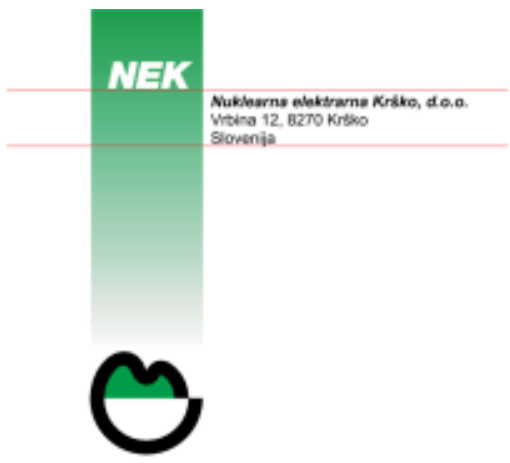 NEK
Nuklearna elektrarna Krško, d.o.o.
Vrbina 12, 8270 Krško
Slovenija